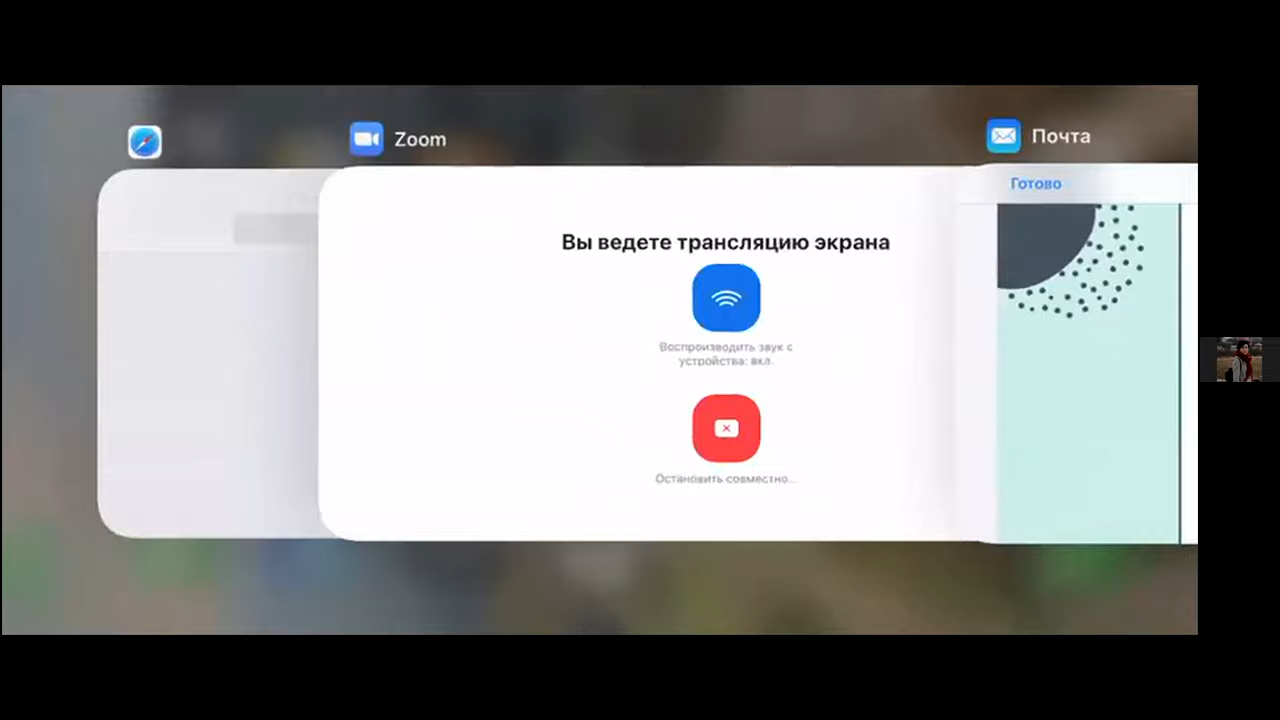 Zoom
Почта
Готово
Вы ведете трансляцию экрана
Воспроизводить звук с
устройства: вкл.
Остановить совместно...